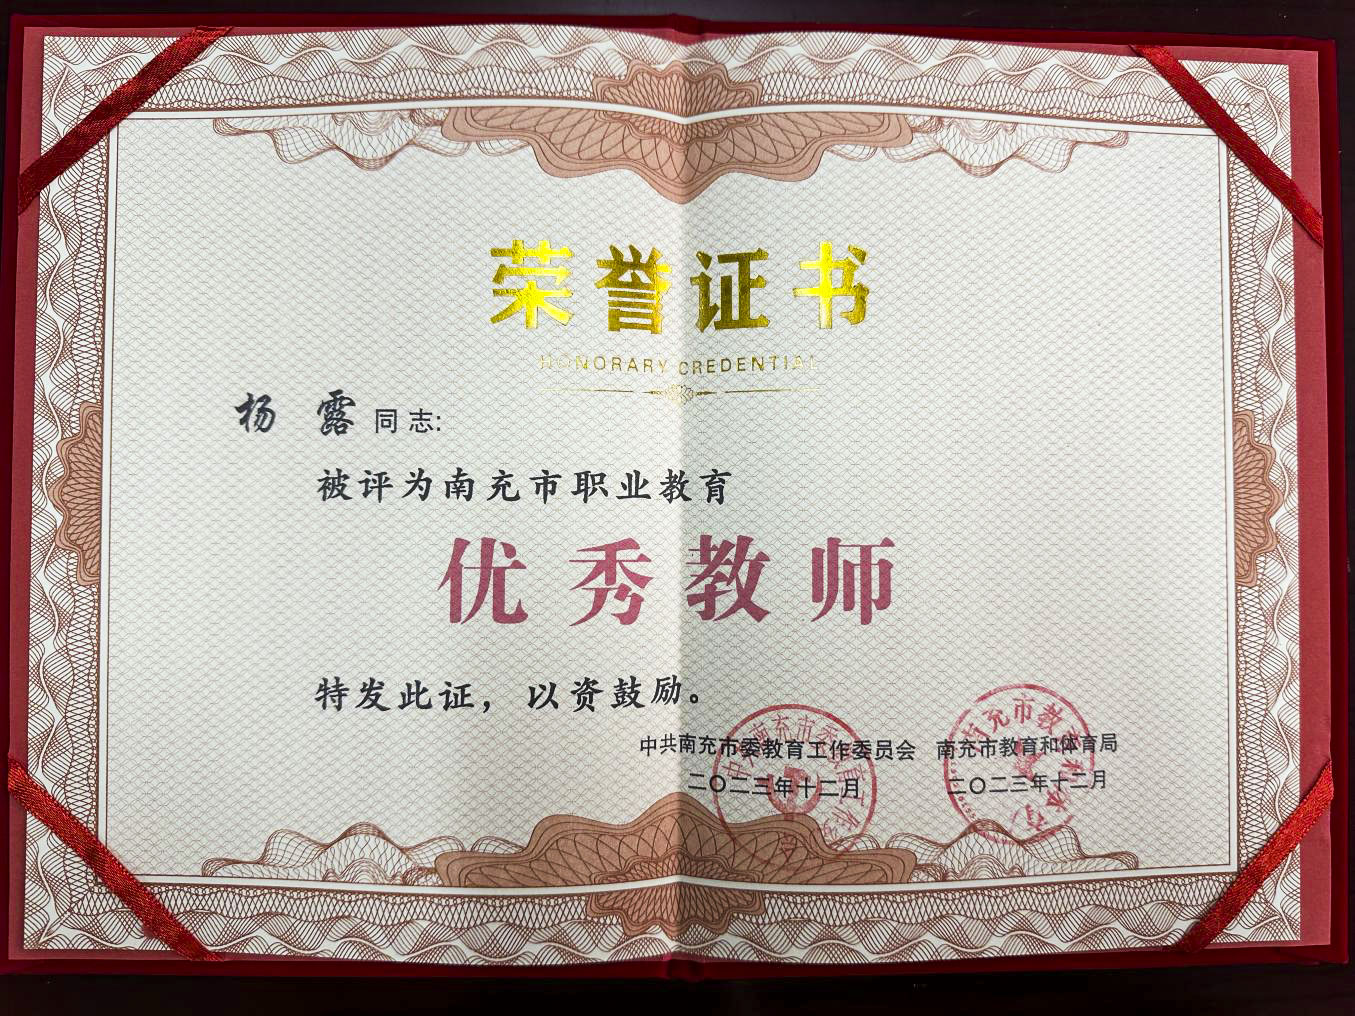 荣誉证书
HONORARY CREDENTIAL
杨 露 同志:
被评为南充市职业教育
优秀教师
特发此证，以资鼓励。
中共南充市委教育工作委员会 南充市教育和体育局
二〇二三年十二月 二〇二三年十二月